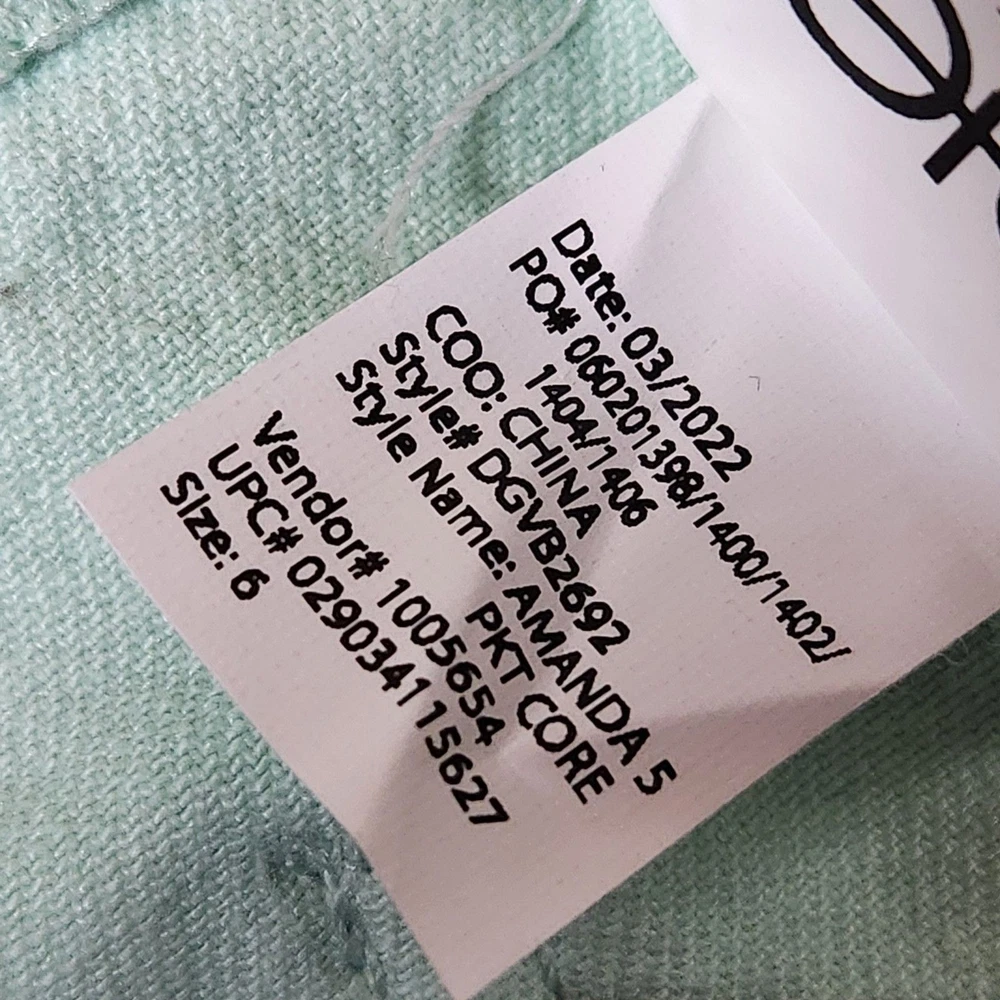 Date: 03/2022
PO# 060201398/1400/1402/
1404/1406
COO: CHINA
Style# DGVB2692
Style Name: AMANDA 5
PKT CORE
Vendor# 1005654
UPC# 029034115627
Size: 6